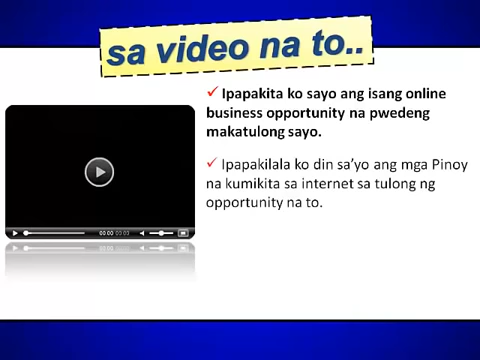 sa video na to..
Ipapakita ko sayo ang isang online
business opportunity na pwedeng
makatulong sayo.
Ipapakilala ko din sa'yo ang mga Pinoy
na kumikita sa internet sa tulong ng
opportunity na to.
00:00 03:03